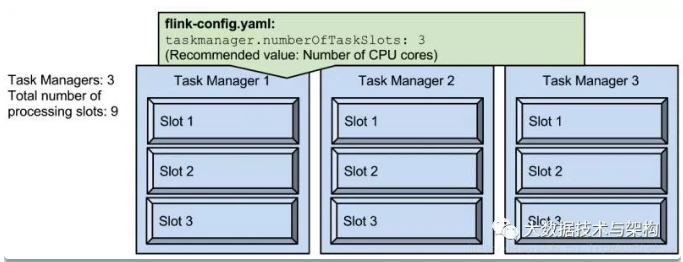 flink-config.yaml:
taskmanager.numberOfTaskSlots: 3
(Recommended value: Number of CPU cores)
Task Managers: 3
Total number of
processing slots: 9
Task Manager 1
Slot 1
Slot 2
Slot 3
Task Manager 2
Slot 1
Slot 2
Slot 3
Task Manager 3
Slot 1
Slot 2
Slot 3
大数据技术与架构